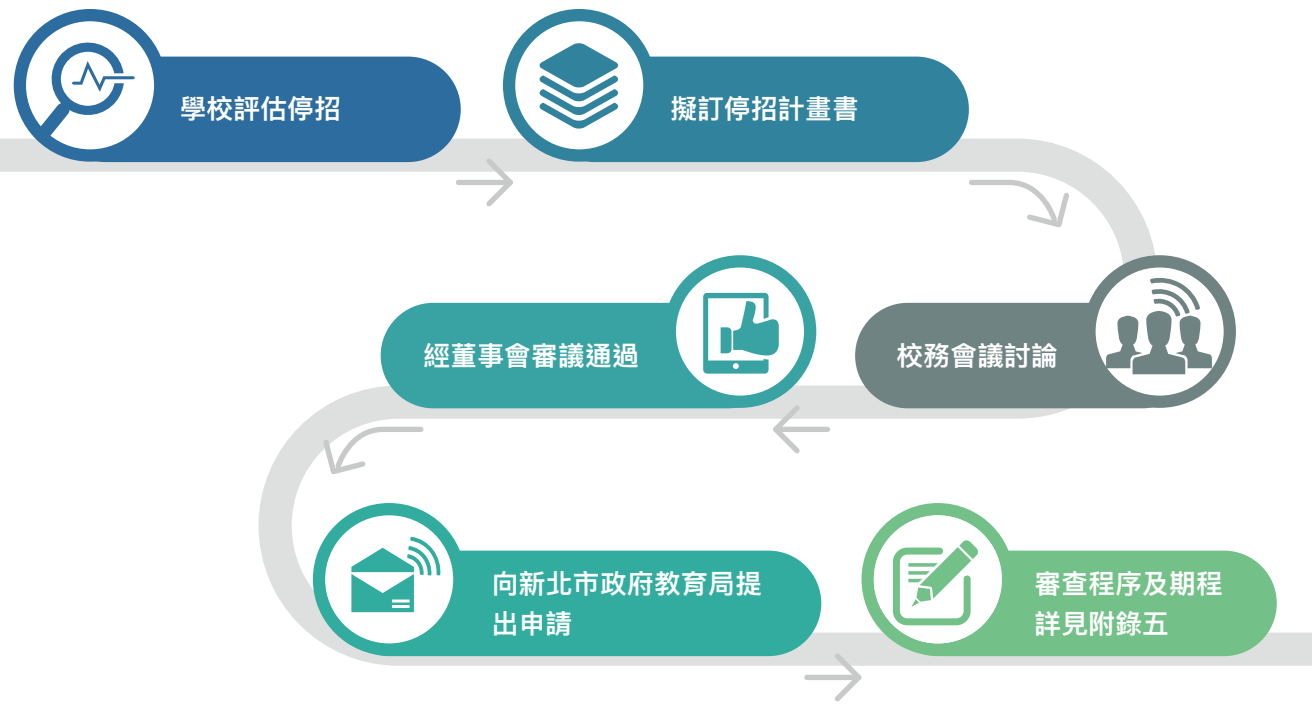 學校評估停招
擬訂停招計畫書
校務會議討論
經董事會審議通過
向新北市政府教育局提
出申請
審查程序及期程
詳見附錄五